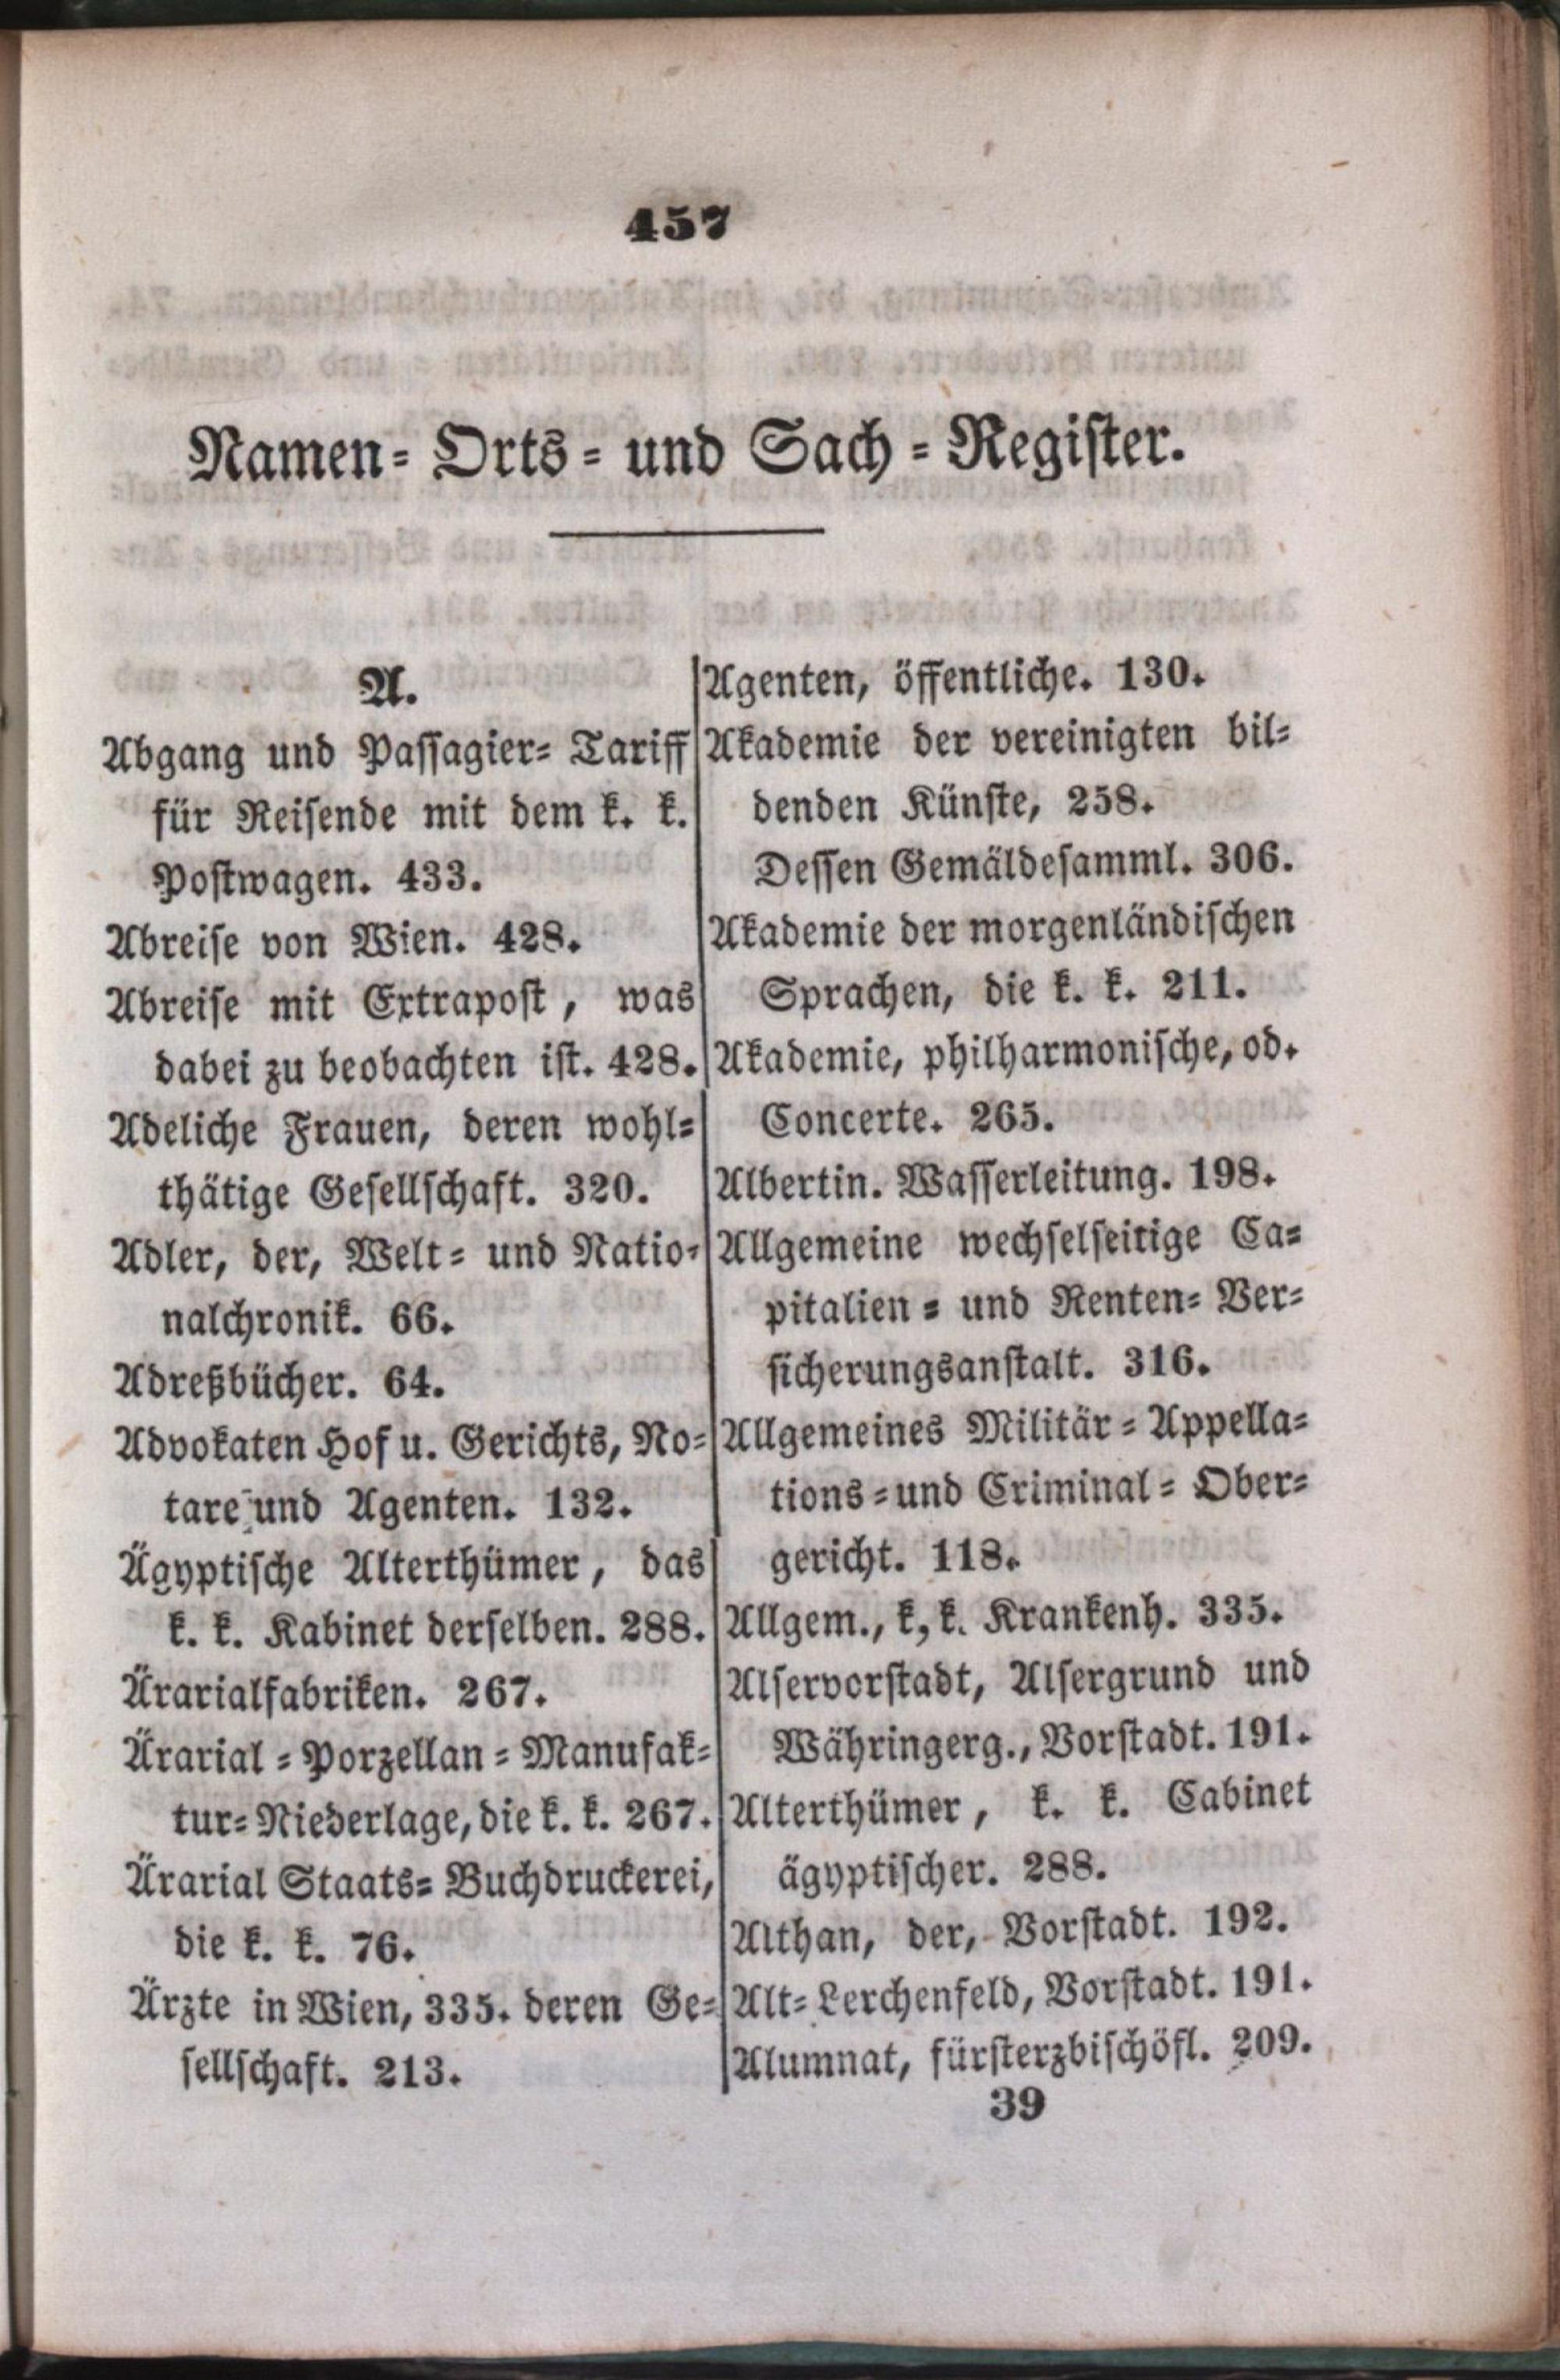 457
Namen= Orts = und Sach = Register.
A.
Abgang und Passagier= Tariff
für Reisende mit dem k. k.
Postwagen. 433.
Abreise von Wien. 428.
Abreise mit Extrapost, was
dabei zu beobachten ist. 428.
Adeliche Frauen, deren wohl=
thätige Gesellschaft. 320.
Adler, der, Welt = und Natio=
nalchronik. 66.
Adreßbücher. 64.
Advokaten Hof u. Gerichts, No=
tare und Agenten. 132.
Ägyptische Alterthümer, das
k. k. Kabinet derselben. 288.
Ärarialfabriken. 267.
Ärarial = Porzellan = Manufak=
tur= Niederlage, die k. k. 267.
Ärarial Staats= Buchdruckerei,
die k. k. 76.
Ärzte in Wien, 335. deren Ge=
sellschaft. 213.
Agenten, öffentliche. 130.
Akademie der vereinigten bil=
denden Künste, 258.
Dessen Gemäldesamml. 306.
Akademie der morgenländischen
Sprachen, die k. k. 211.
Akademie, philharmonische, od.
Concerte. 265.
Albertin. Wasserleitung. 198.
Allgemeine wechselseitige Ca=
pitalien = und Renten= Ver=
sicherungsanstalt. 316.
Allgemeines Militär = Appella=
tions = und Criminal = Ober=
gericht. 118.
Allgem., k, k. Krankenh. 335.
Alservorstadt, Alsergrund und
Währingerg., Vorstadt. 191.
Alterthümer, k. k. Cabinet
ägyptischer. 288.
Althan, der, Vorstadt. 192.
Alt= Lerchenfeld, Vorstadt. 191.
Alumnat, fürsterzbischöfl. 209.
39